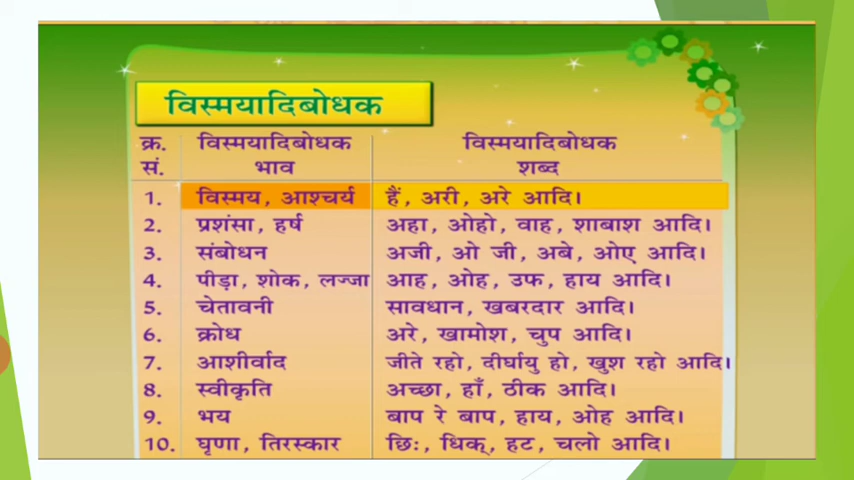 विस्मयादिबोधक
क्र. विस्मयादिबोधक विस्मयादिबोधक
सं. भाव शब्द
1. विस्मय, आश्चर्य हैं, अरी, अरे आदि।
2. प्रशंसा, हर्ष अहा, ओहो, वाह, शाबाश आदि।
3. संबोधन अजी, ओ जी, अबे, ओए आदि।
4. पीड़ा, शोक, लज्जा आह, ओह, उफ, हाय आदि।
5. चेतावनी सावधान, खबरदार आदि।
6. क्रोध अरे, खामोश, चुप आदि।
7. आशीर्वाद जीते रहो, दीर्घायु हो, खुश रहो आदि।
8. स्वीकृति अच्छा, हाँ, ठीक आदि।
9. भय बाप रे बाप, हाय, ओह आदि।
10. घृणा, तिरस्कार छिः, धिक्, हट, चलो आदि।